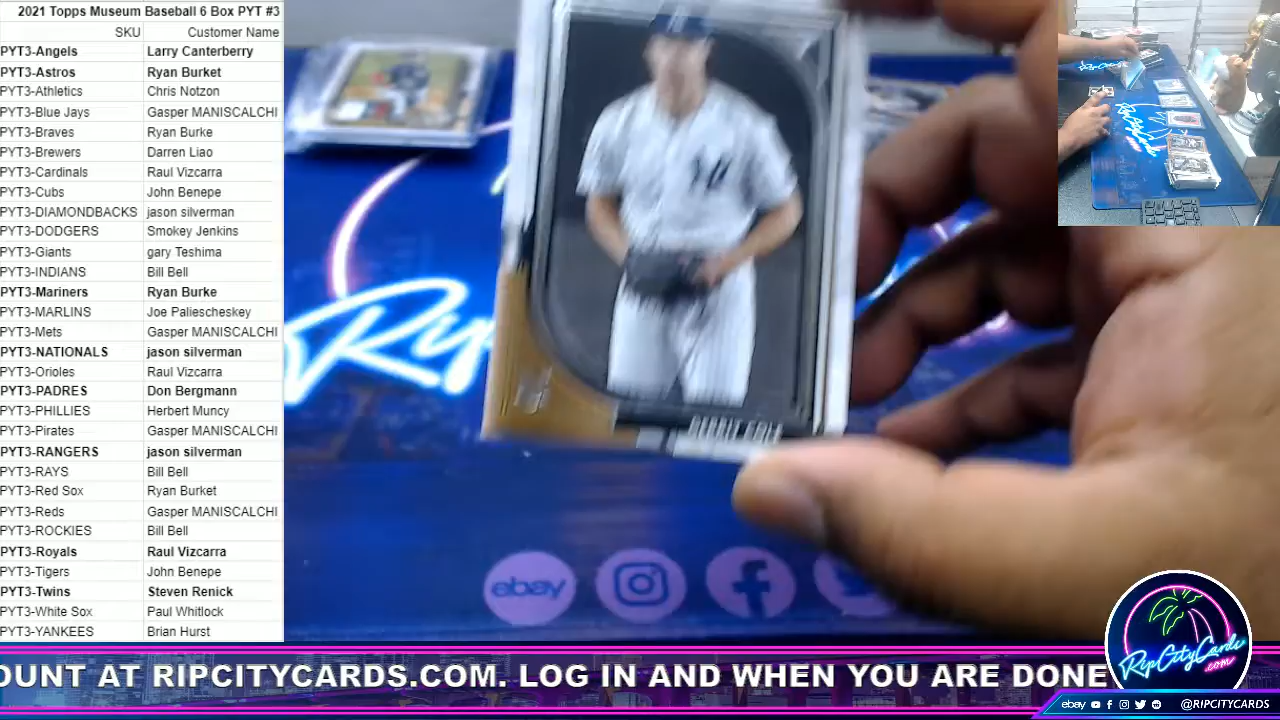 2021 Topps Museum Baseball 6 Box PYT #3
SKU Customer Name
PYT3-Angels Larry Canterberry
PYT3-Astros Ryan Burket
PYT3-Athletics Chris Notzon
PYT3-Blue Jays Gasper MANISCALCHI
PYT3-Braves Ryan Burke
PYT3-Brewers Darren Liao
PYT3-Cardinals Raul Vizcarra
PYT3-Cubs John Benepe
PYT3-DIAMONDBACKS jason silverman
PYT3-DODGERS Smokey Jenkins
PYT3-Giants gary Teshima
PYT3-INDIANS Bill Bell
PYT3-Mariners Ryan Burke
PYT3-MARLINS Joe Paliescheskey
PYT3-Mets Gasper MANISCALCHI
PYT3-NATIONALS jason silverman
PYT3-Orioles Raul Vizcarra
PYT3-PADRES Don Bergmann
PYT3-PHILLIES Herbert Muncy
PYT3-Pirates Gasper MANISCALCHI
PYT3-RANGERS jason silverman
PYT3-RAYS Bill Bell
PYT3-Red Sox Ryan Burket
PYT3-Reds Gasper MANISCALCHI
PYT3-ROCKIES Bill Bell
PYT3-Royals Raul Vizcarra
PYT3-Tigers John Benepe
PYT3-Twins Steven Renick
PYT3-White Sox Paul Whitlock
PYT3-YANKEES Brian Hurst
Rip
ebay
OUNT AT RIPCITYCARDS.COM. LOG IN AND WHEN YOU ARE DONE
RipCityCards
.com
ebay @RIPCITYCARDS